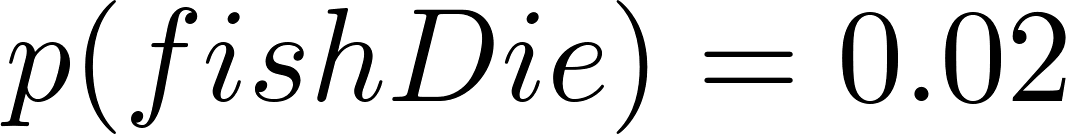 p(fishDie) = 0.02